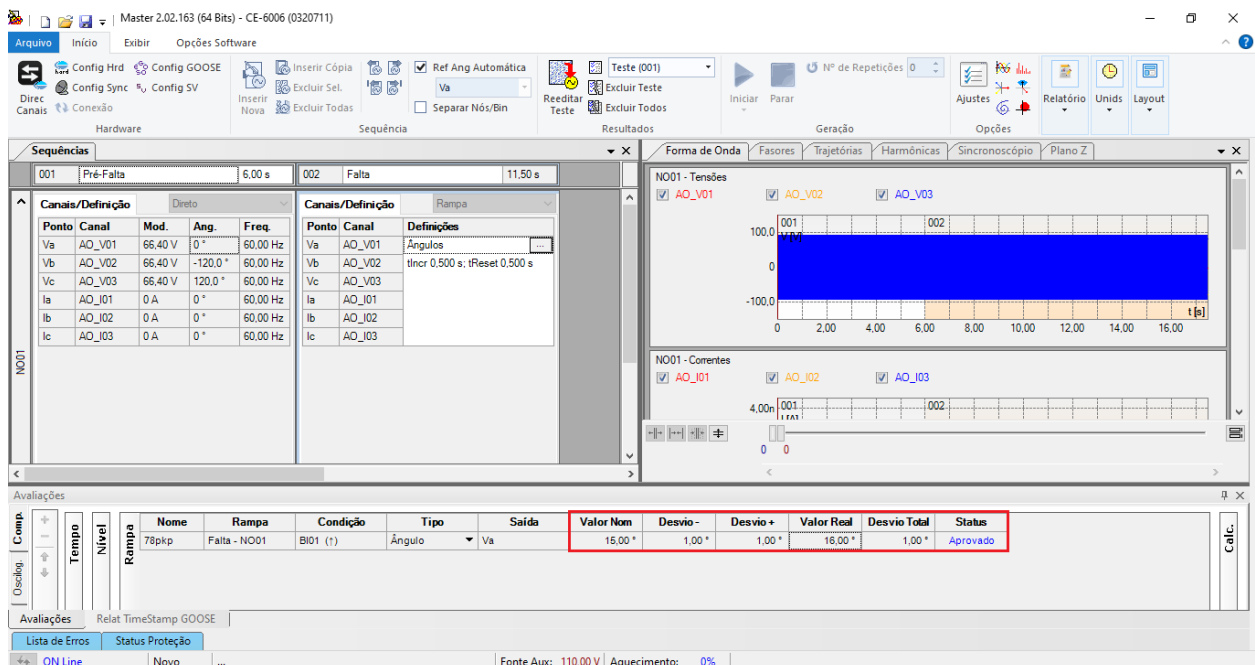 Master 2.02.163 (64 Bits) - CE-6006 (0320711)
Arquivo Início Exibir Opções Software
Direc Canais
Config Hrd Config GOOSE
Config Sync Config SV
Conexão
Hardware
Inserir Nova
Inserir Cópia
Excluir Sel.
Excluir Todas
Ref Ang Automática
Va
Separar Nós/Bin
Sequência
Reeditar Teste
Teste (001)
Excluir Teste
Excluir Todos
Resultados
Iniciar Parar
Nº de Repetições 0
Geração
Ajustes
Opções
Relatório Unids Layout
Sequências
001 Pré-Falta 6,00 s 002 Falta 11,50 s
Canais/Definição Direto Canais/Definição Rampa
Ponto Canal Mod. Ang. Freq. Ponto Canal Definições
Va AO_V01 66,40 V 0 ° 60,00 Hz Va AO_V01 Ângulos ...
Vb AO_V02 66,40 V -120,0 ° 60,00 Hz Vb AO_V02 tIncr 0,500 s; tReset 0,500 s
Vc AO_V03 66,40 V 120,0 ° 60,00 Hz Vc AO_V03
Ia AO_I01 0 A 0 ° 60,00 Hz Ia AO_I01
Ib AO_I02 0 A 0 ° 60,00 Hz Ib AO_I02
Ic AO_I03 0 A 0 ° 60,00 Hz Ic AO_I03
NO01
Forma de Onda Fasores Trajetórias Harmônicas Sincronoscópio Plano Z
NO01 - Tensões
AO_V01 AO_V02 AO_V03
001 002
100,0
V [V]
0
-100,0
t [s]
0 2,00 4,00 6,00 8,00 10,00 12,00 14,00 16,00
NO01 - Correntes
AO_I01 AO_I02 AO_I03
4,00n 001 002
I [A]
0 0
Avaliações
Comp.
Oscilog.
Tempo
Nível
Rampa
Nome Rampa Condição Tipo Saída Valor Nom Desvio - Desvio + Valor Real Desvio Total Status
78pkp Falta - NO01 BI01 (↑) Ângulo Va 15,00 ° 1,00 ° 1,00 ° 16,00 ° 1,00 ° Aprovado
Calc.
Avaliações Relat TimeStamp GOOSE
Lista de Erros Status Proteção
ON Line Novo ... Fonte Aux: 110,00 V Aquecimento: 0%